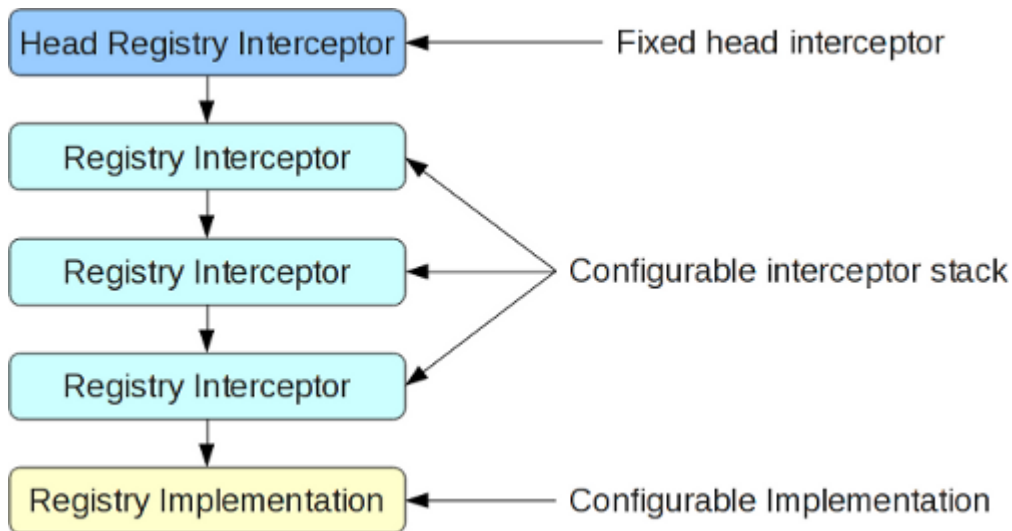 Head Registry Interceptor
Fixed head interceptor
Registry Interceptor
Registry Interceptor
Configurable interceptor stack
Registry Interceptor
Registry Implementation
Configurable Implementation